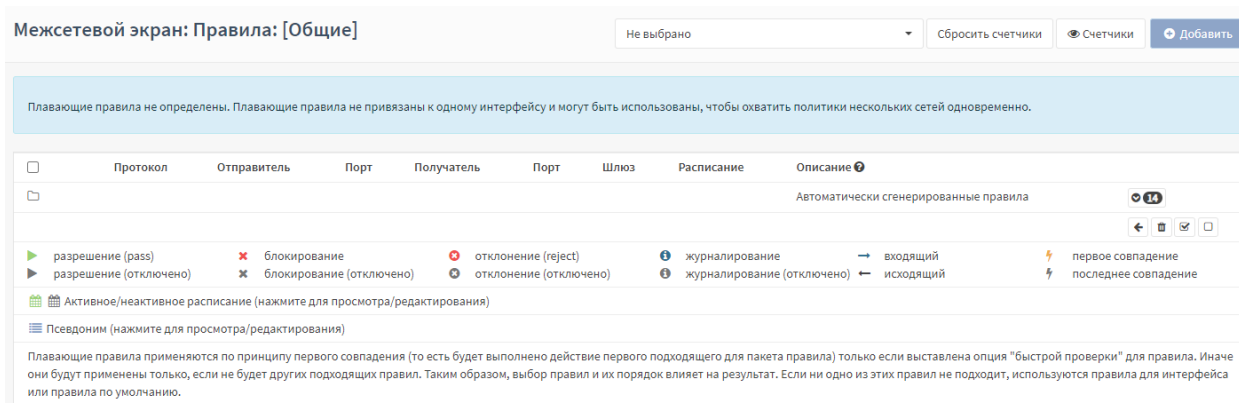 Межсетевой экран: Правила: [Общие]
Не выбрано
Сбросить счетчики
Счетчики
Добавить
Плавающие правила не определены. Плавающие правила не привязаны к одному интерфейсу и могут быть использованы, чтобы охватить политики нескольких сетей одновременно.
Протокол Отправитель Порт Получатель Порт Шлюз Расписание Описание
Автоматически сгенерированные правила 14
разрешение (pass) блокирование отклонение (reject) журналирование входящий первое совпадение
разрешение (отключено) блокирование (отключено) отклонение (отключено) журналирование (отключено) исходящий последнее совпадение
Активное/неактивное расписание (нажмите для просмотра/редактирования)
Псевдоним (нажмите для просмотра/редактирования)
Плавающие правила применяются по принципу первого совпадения (то есть будет выполнено действие первого подходящего для пакета правила) только если выставлена опция "быстрой проверки" для правила. Иначе
они будут применены только, если не будет других подходящих правил. Таким образом, выбор правил и их порядок влияет на результат. Если ни одно из этих правил не подходит, используются правила для интерфейса
или правила по умолчанию.